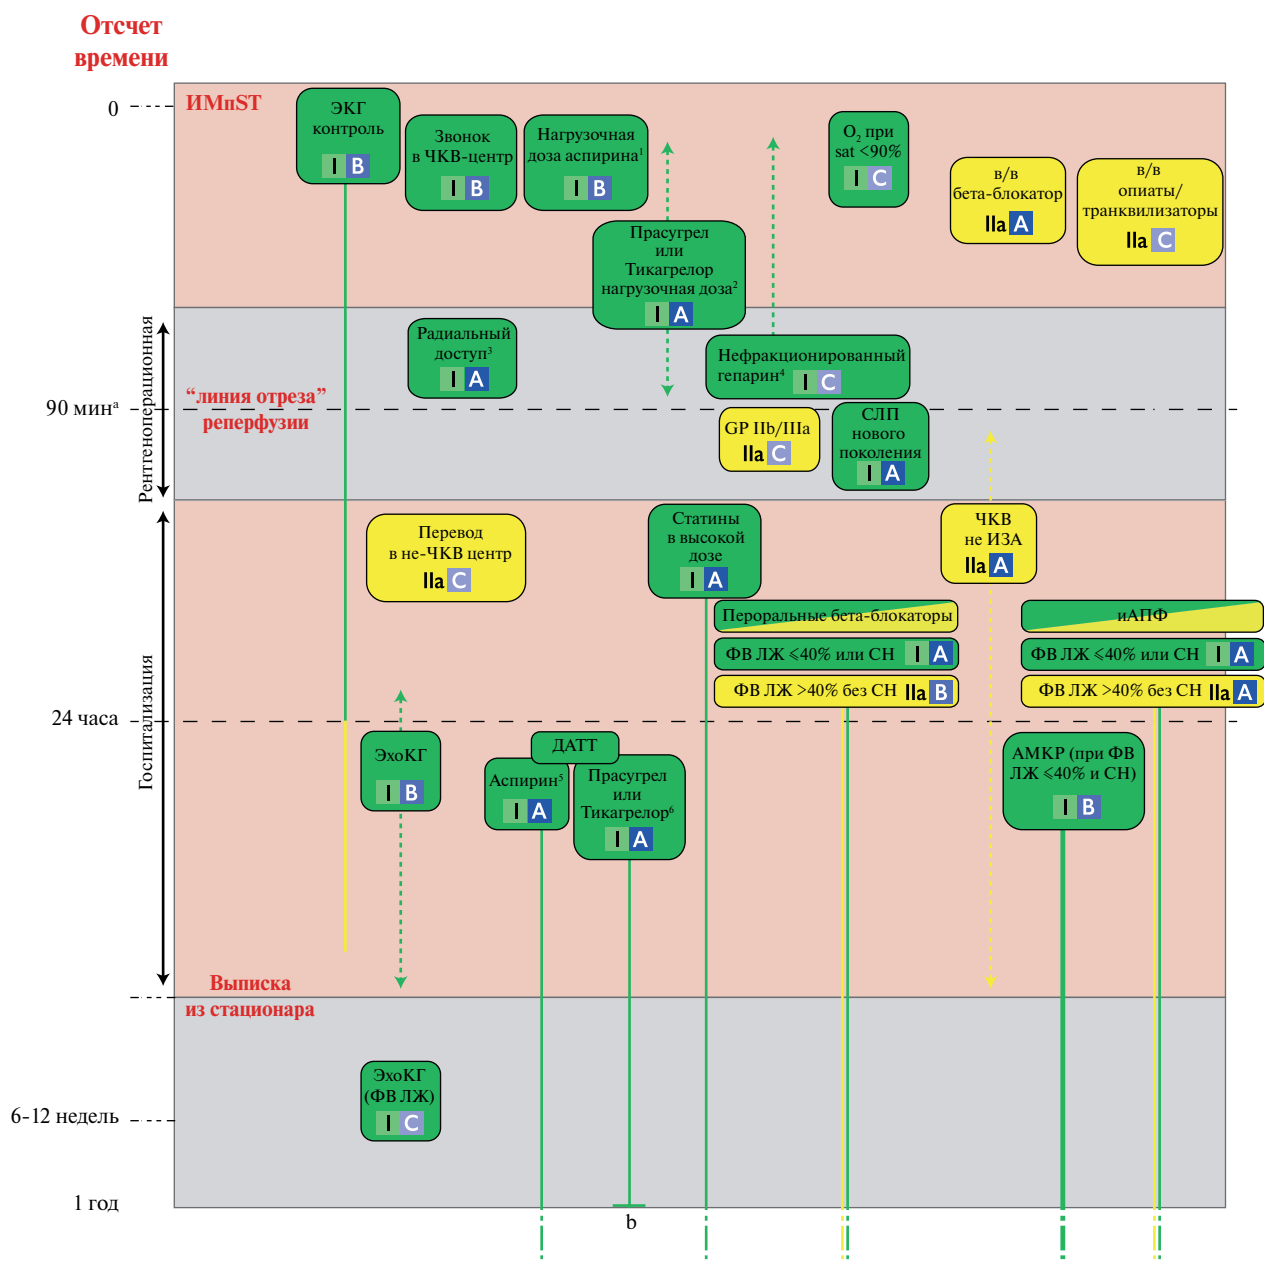 Отсчет
времени
0
ИМпST
ЭКГ
контроль
I B
Звонок
в ЧКВ-центр
I B
Нагрузочная
доза аспирина¹
I B
O₂ при
sat <90%
I C
в/в
бета-блокатор
IIa A
в/в
опиаты/
транквилизаторы
IIa C
Прасугрел
или
Тикагрелор
нагрузочная доза²
I A
Рентгеноперационная
Радиальный
доступ³
I A
Нефракционированный
гепарин⁴ I C
90 минᵃ
“линия отреза”
реперфузии
GP IIb/IIIa
IIa C
СЛП
нового
поколения
I A
Госпитализация
Перевод
в не-ЧКВ центр
IIa C
Статины
в высокой
дозе
I A
ЧКВ
не ИЗА
IIa A
Пероральные бета-блокаторы
ФВ ЛЖ ⩽40% или СН I A
ФВ ЛЖ >40% без СН IIa B
иАПФ
ФВ ЛЖ ⩽40% или СН I A
ФВ ЛЖ >40% без СН IIa A
24 часа
ЭхоКГ
I B
ДАТТ
Аспирин⁵
I A
Прасугрел
или
Тикагрелор⁶
I A
АМКР (при ФВ
ЛЖ ⩽40% и СН)
I B
Выписка
из стационара
ЭхоКГ
(ФВ ЛЖ)
I C
6-12 недель
1 год
b